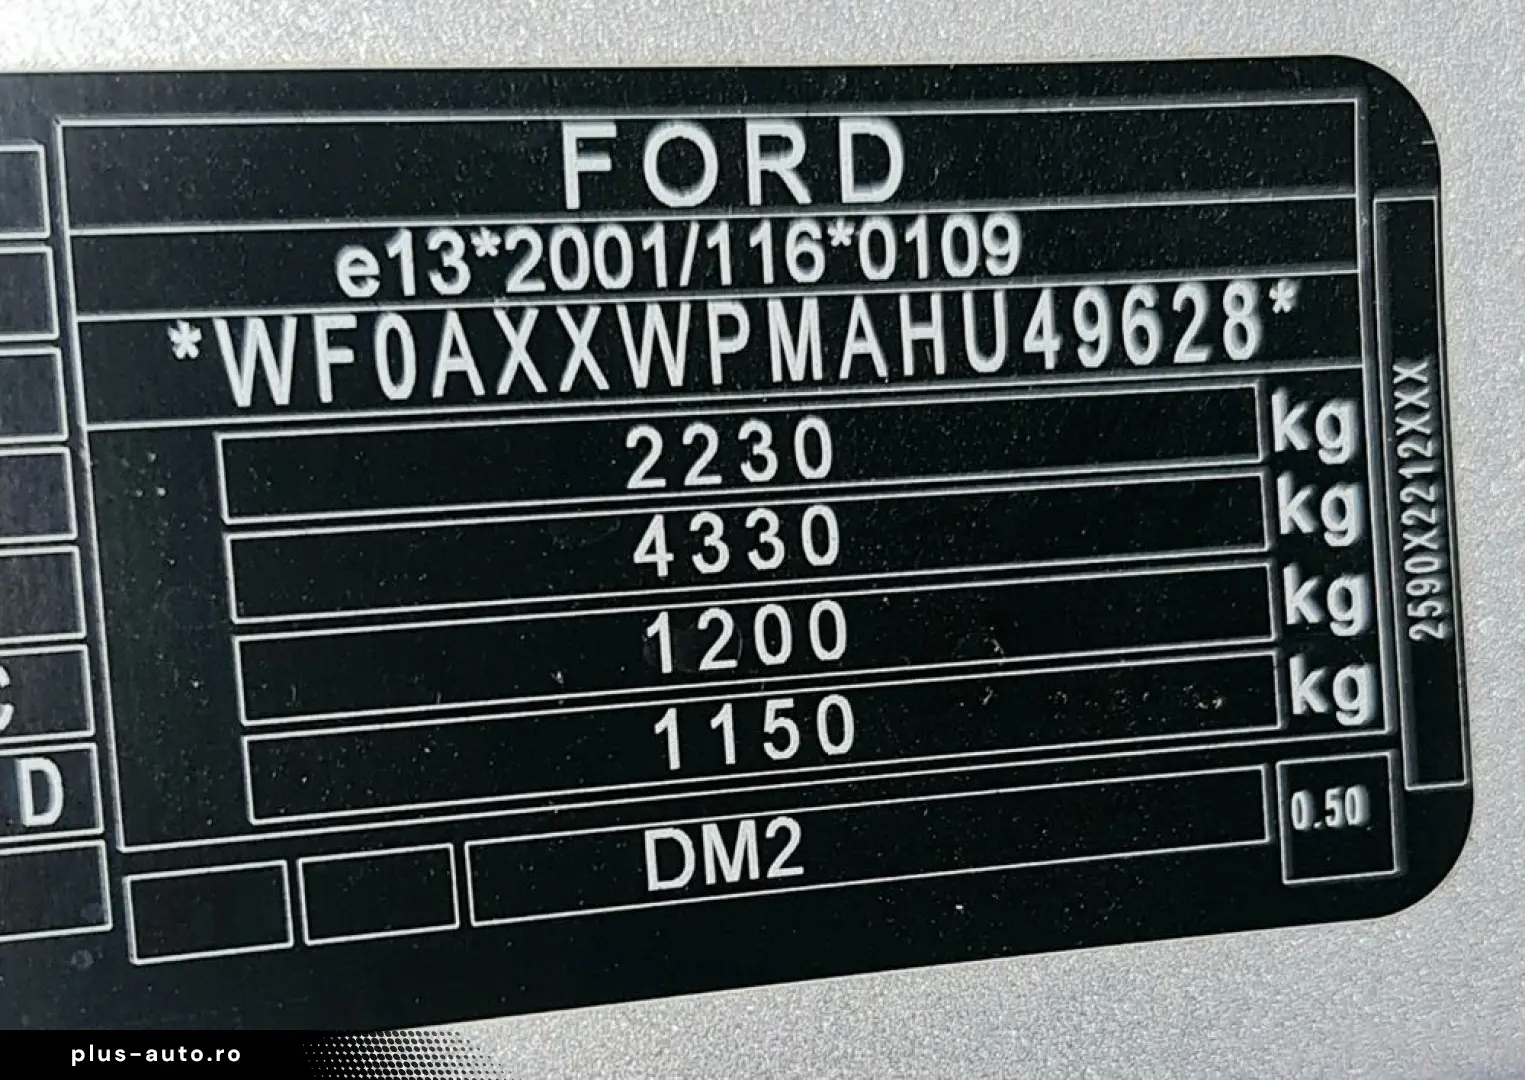 FORD
e13*2001/116*0109
*WF0AXXWPMAHU49628*
2230 kg
4330 kg
1200 kg
1150 kg
DM2
0.50
2590X2212XXX
C
D
plus-auto.ro